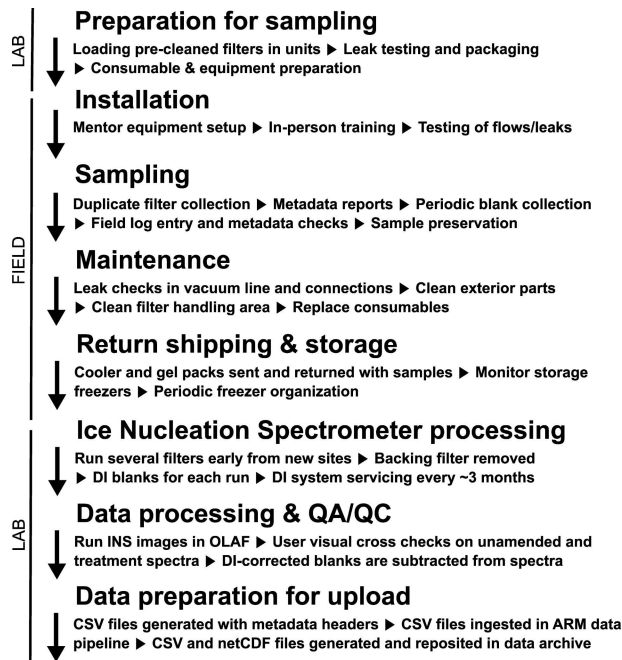 LAB
Preparation for sampling
Loading pre-cleaned filters in units ▶ Leak testing and packaging
▶ Consumable & equipment preparation
FIELD
Installation
Mentor equipment setup ▶ In-person training ▶ Testing of flows/leaks
Sampling
Duplicate filter collection ▶ Metadata reports ▶ Periodic blank collection
▶ Field log entry and metadata checks ▶ Sample preservation
Maintenance
Leak checks in vacuum line and connections ▶ Clean exterior parts
▶ Clean filter handling area ▶ Replace consumables
Return shipping & storage
Cooler and gel packs sent and returned with samples ▶ Monitor storage
freezers ▶ Periodic freezer organization
LAB
Ice Nucleation Spectrometer processing
Run several filters early from new sites ▶ Backing filter removed
▶ DI blanks for each run ▶ DI system servicing every ~3 months
Data processing & QA/QC
Run INS images in OLAF ▶ User visual cross checks on unamended and
treatment spectra ▶ DI-corrected blanks are subtracted from spectra
Data preparation for upload
CSV files generated with metadata headers ▶ CSV files ingested in ARM data
pipeline ▶ CSV and netCDF files generated and reposited in data archive